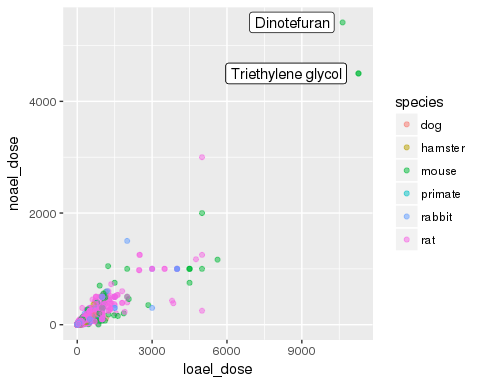 Dinotefuran
Triethylene glycol
4000
2000
0
noael_dose
0
3000
6000
9000
loael_dose
species
dog
hamster
mouse
primate
rabbit
rat